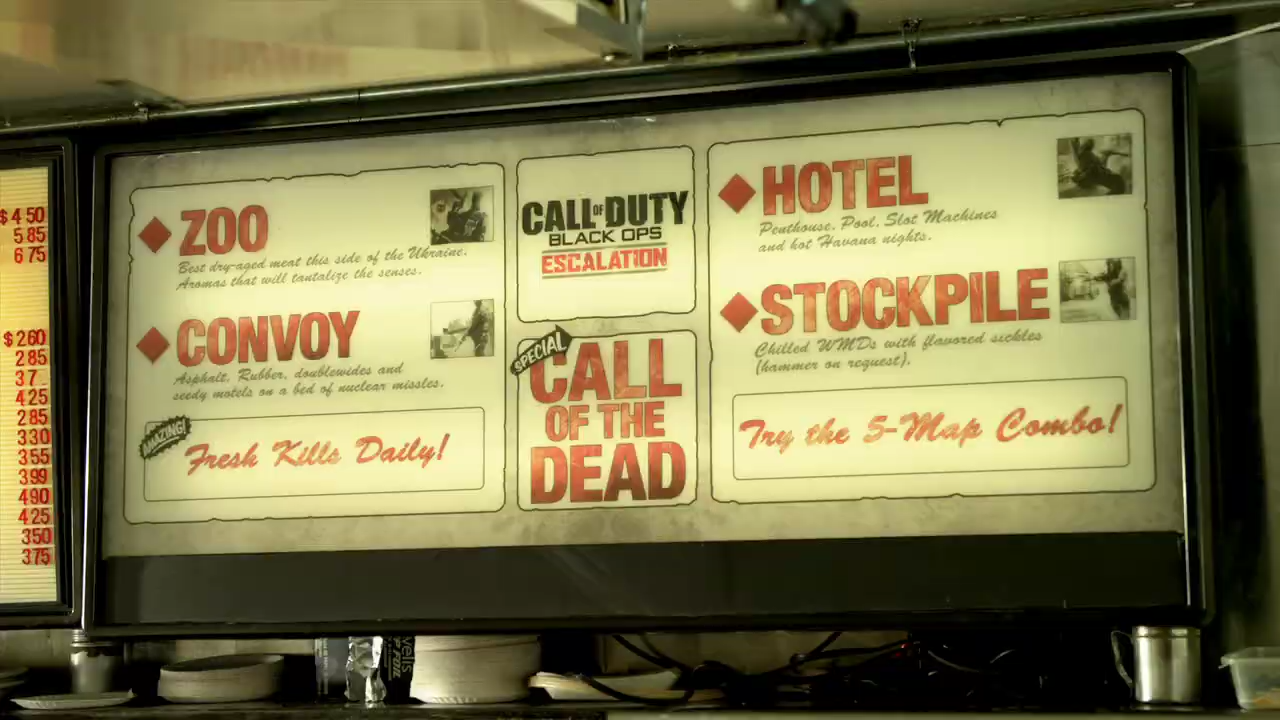 $4 50
5 85
6 75
$2 60
2 85
3 7
4 25
2 85
3 30
3 55
3 99
4 90
4 25
3 50
3 75
ZOO
Best dry-aged meat this side of the Ukraine.
Aromas that will tantalize the senses.
CONVOY
Asphalt, Rubber, doublewides and
seedy motels on a bed of nuclear missles.
AMAZING!
Fresh Kills Daily!
CALL OF DUTY
BLACK OPS
ESCALATION
SPECIAL
CALL
OF THE
DEAD
HOTEL
Penthouse, Pool, Slot Machines
and hot Havana nights.
STOCKPILE
Chilled WMDs with flavored sickles
(hammer on request).
Try the 5-Map Combo!